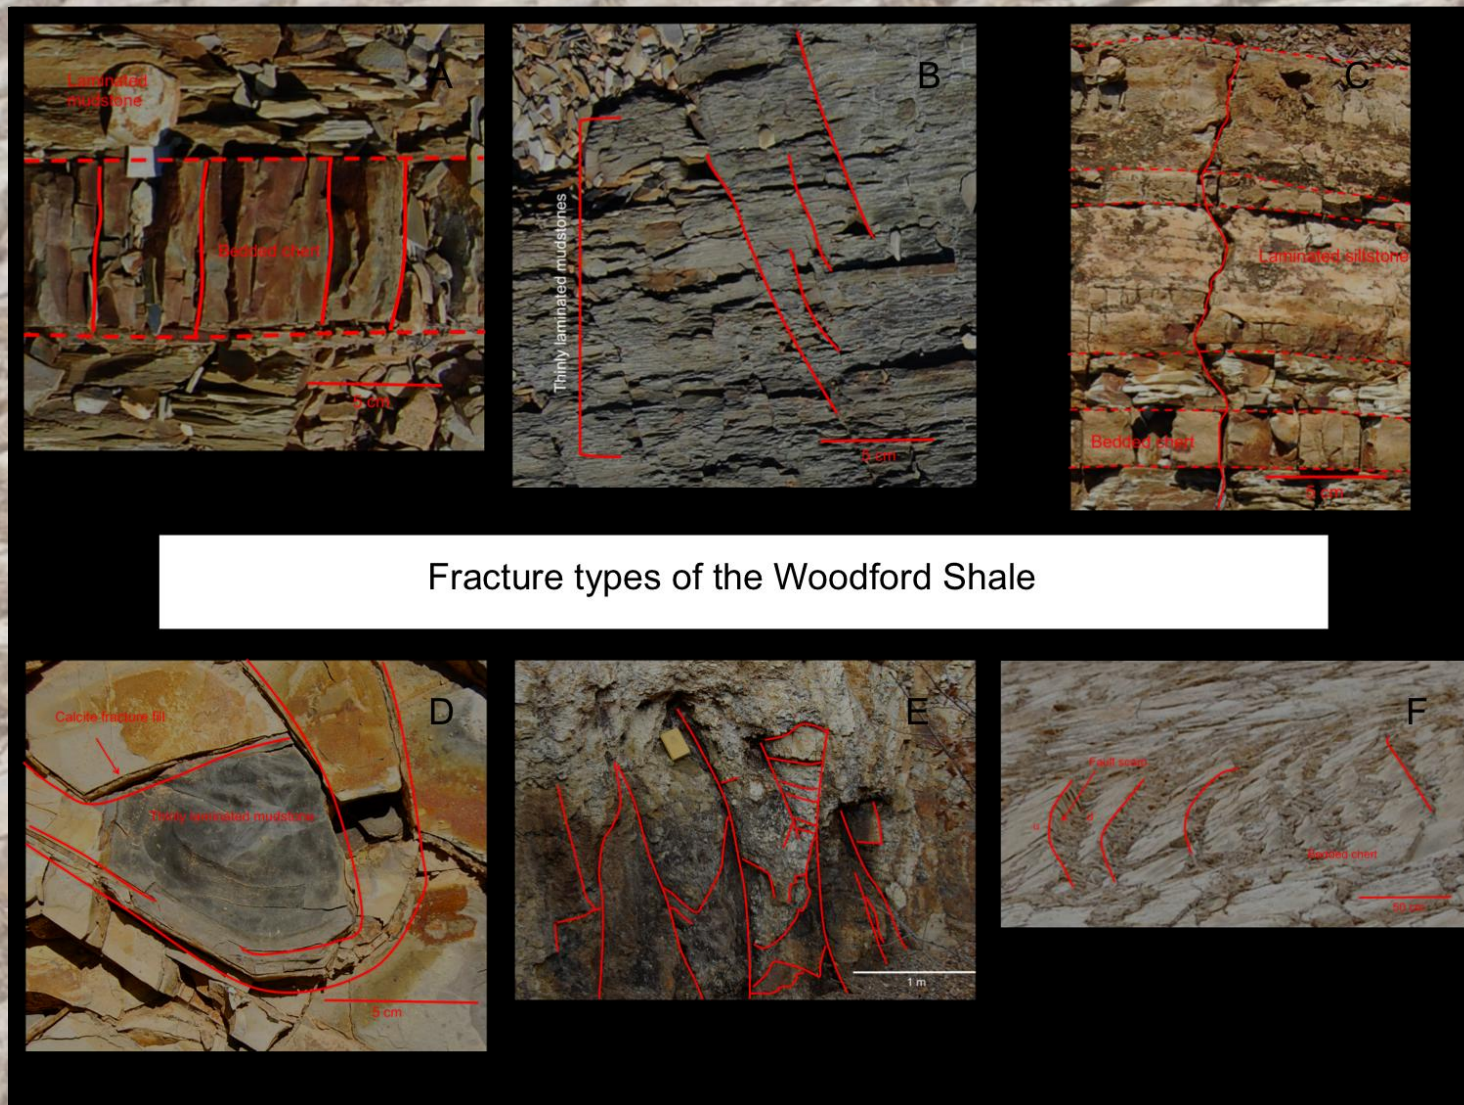 A
Laminated
mudstone
Bedded chert
5 cm
B
Thinly laminated mudstones
5 cm
C
Laminated siltstone
Bedded chert
5 cm
Fracture types of the Woodford Shale
D
Calcite fracture fill
Thinly laminated mudstone
5 cm
E
1 m
F
Fault scarp
Bedded chert
50 cm